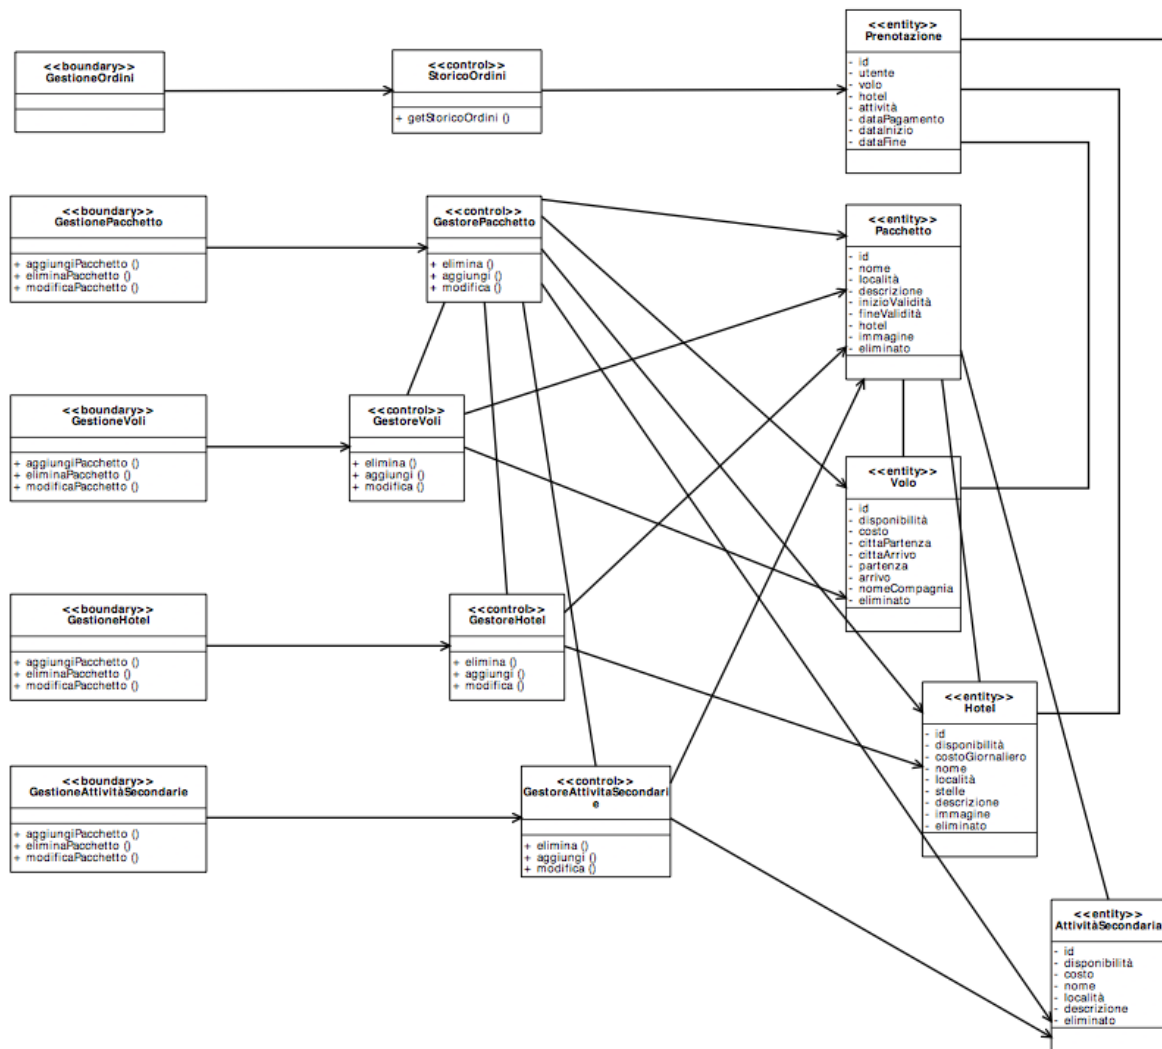 <<boundary>>
GestioneOrdini
<<control>>
StoricoOrdini
+ getStoricoOrdini ()
<<entity>>
Prenotazione
- id
- utente
- volo
- hotel
- attività
- dataPagamento
- dataInizio
- dataFine
<<boundary>>
GestionePacchetto
+ aggiungiPacchetto ()
+ eliminaPacchetto ()
+ modificaPacchetto ()
<<control>>
GestorePacchetto
+ elimina ()
+ aggiungi ()
+ modifica ()
<<entity>>
Pacchetto
- id
- nome
- località
- descrizione
- inizioValidità
- fineValidità
- hotel
- immagine
- eliminato
<<boundary>>
GestioneVoli
+ aggiungiPacchetto ()
+ eliminaPacchetto ()
+ modificaPacchetto ()
<<control>>
GestoreVoli
+ elimina ()
+ aggiungi ()
+ modifica ()
<<entity>>
Volo
- id
- disponibilità
- costo
- cittaPartenza
- cittaArrivo
- partenza
- arrivo
- nomeCompagnia
- eliminato
<<boundary>>
GestioneHotel
+ aggiungiPacchetto ()
+ eliminaPacchetto ()
+ modificaPacchetto ()
<<control>>
GestoreHotel
+ elimina ()
+ aggiungi ()
+ modifica ()
<<entity>>
Hotel
- id
- disponibilità
- costoGiornaliero
- nome
- località
- stelle
- descrizione
- immagine
- eliminato
<<boundary>>
GestioneAttivitàSecondarie
+ aggiungiPacchetto ()
+ eliminaPacchetto ()
+ modificaPacchetto ()
<<control>>
GestoreAttivitaSecondari
e
+ elimina ()
+ aggiungi ()
+ modifica ()
<<entity>>
AttivitàSecondaria
- id
- disponibilità
- costo
- nome
- località
- descrizione
- eliminato